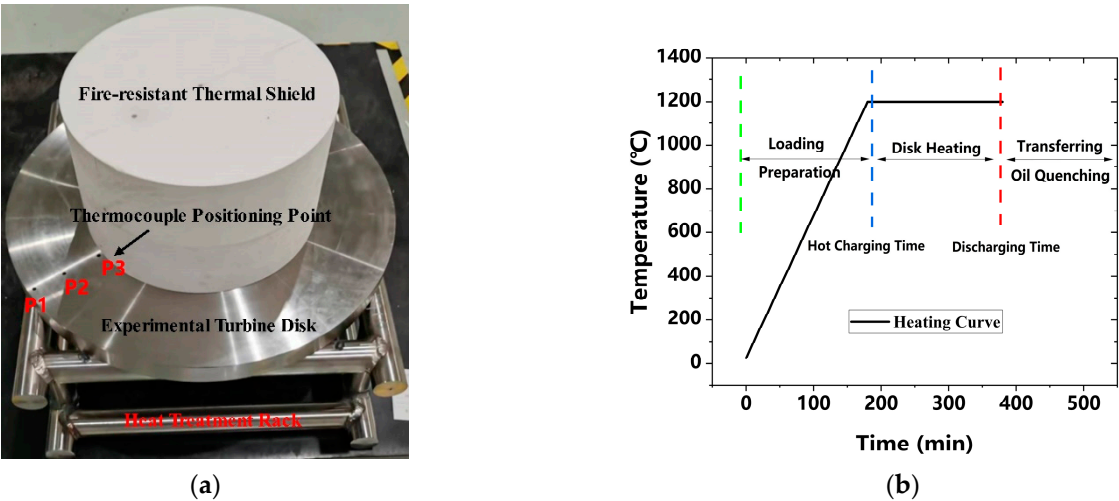 Fire-resistant Thermal Shield
Thermocouple Positioning Point
P3
P2
P1
Experimental Turbine Disk
Heat Treatment Rack
(a)
1400
1200
1000
800
600
400
200
0
Temperature (℃)
Loading
Preparation
Disk Heating
Transferring
Oil Quenching
Hot Charging Time
Discharging Time
Heating Curve
0 100 200 300 400 500
Time (min)
(b)